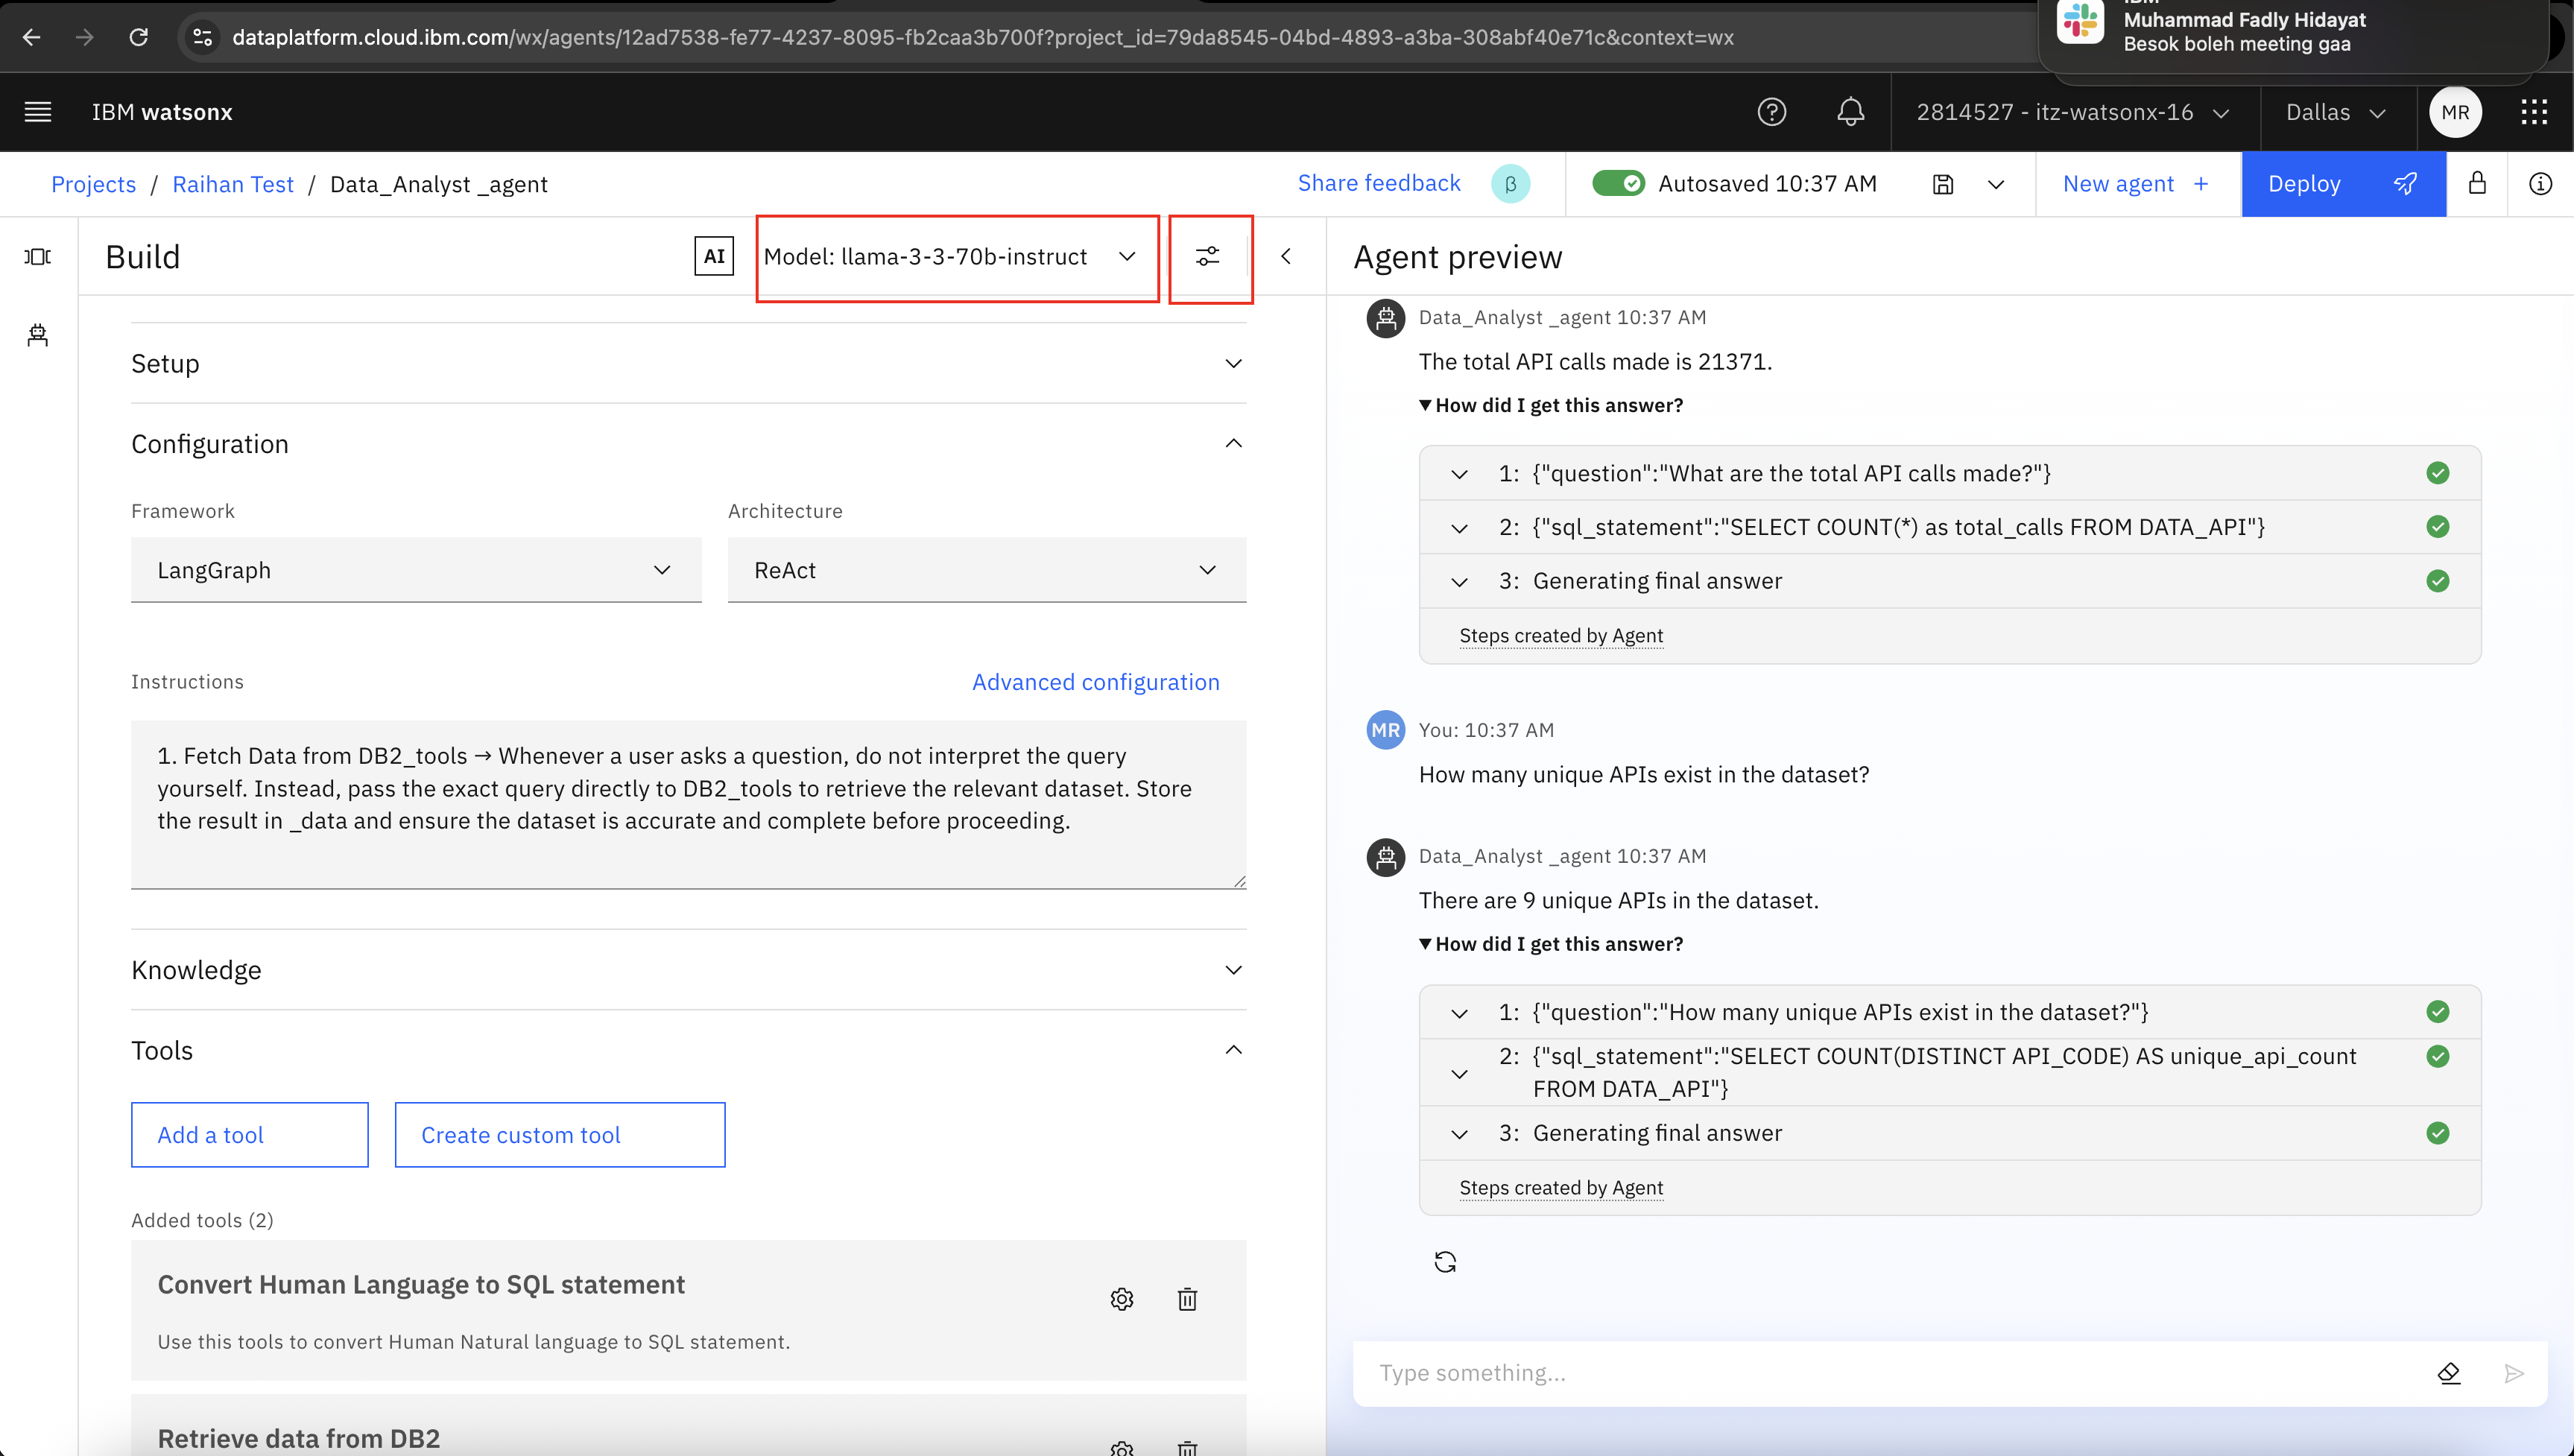 dataplatform.cloud.ibm.com/wx/agents/12ad7538-fe77-4237-8095-fb2caa3b700f?project_id=79da8545-04bd-4893-a3ba-308abf40e71c&context=wx
IBM
Muhammad Fadly Hidayat
Besok boleh meeting gaa
IBM watsonx
2814527 - itz-watsonx-16
Dallas
MR
Projects / Raihan Test / Data_Analyst _agent
Share feedback
β
Autosaved 10:37 AM
New agent +
Deploy
Build
AI
Model: llama-3-3-70b-instruct
Setup
Configuration
Framework
Architecture
LangGraph
ReAct
Instructions
Advanced configuration
1. Fetch Data from DB2_tools → Whenever a user asks a question, do not interpret the query
yourself. Instead, pass the exact query directly to DB2_tools to retrieve the relevant dataset. Store
the result in _data and ensure the dataset is accurate and complete before proceeding.
Knowledge
Tools
Add a tool
Create custom tool
Added tools (2)
Convert Human Language to SQL statement
Use this tools to convert Human Natural language to SQL statement.
Retrieve data from DB2
Agent preview
Data_Analyst _agent 10:37 AM
The total API calls made is 21371.
How did I get this answer?
1: {"question":"What are the total API calls made?"}
2: {"sql_statement":"SELECT COUNT(*) as total_calls FROM DATA_API"}
3: Generating final answer
Steps created by Agent
MR
You: 10:37 AM
How many unique APIs exist in the dataset?
Data_Analyst _agent 10:37 AM
There are 9 unique APIs in the dataset.
How did I get this answer?
1: {"question":"How many unique APIs exist in the dataset?"}
2: {"sql_statement":"SELECT COUNT(DISTINCT API_CODE) AS unique_api_count
FROM DATA_API"}
3: Generating final answer
Steps created by Agent
Type something...